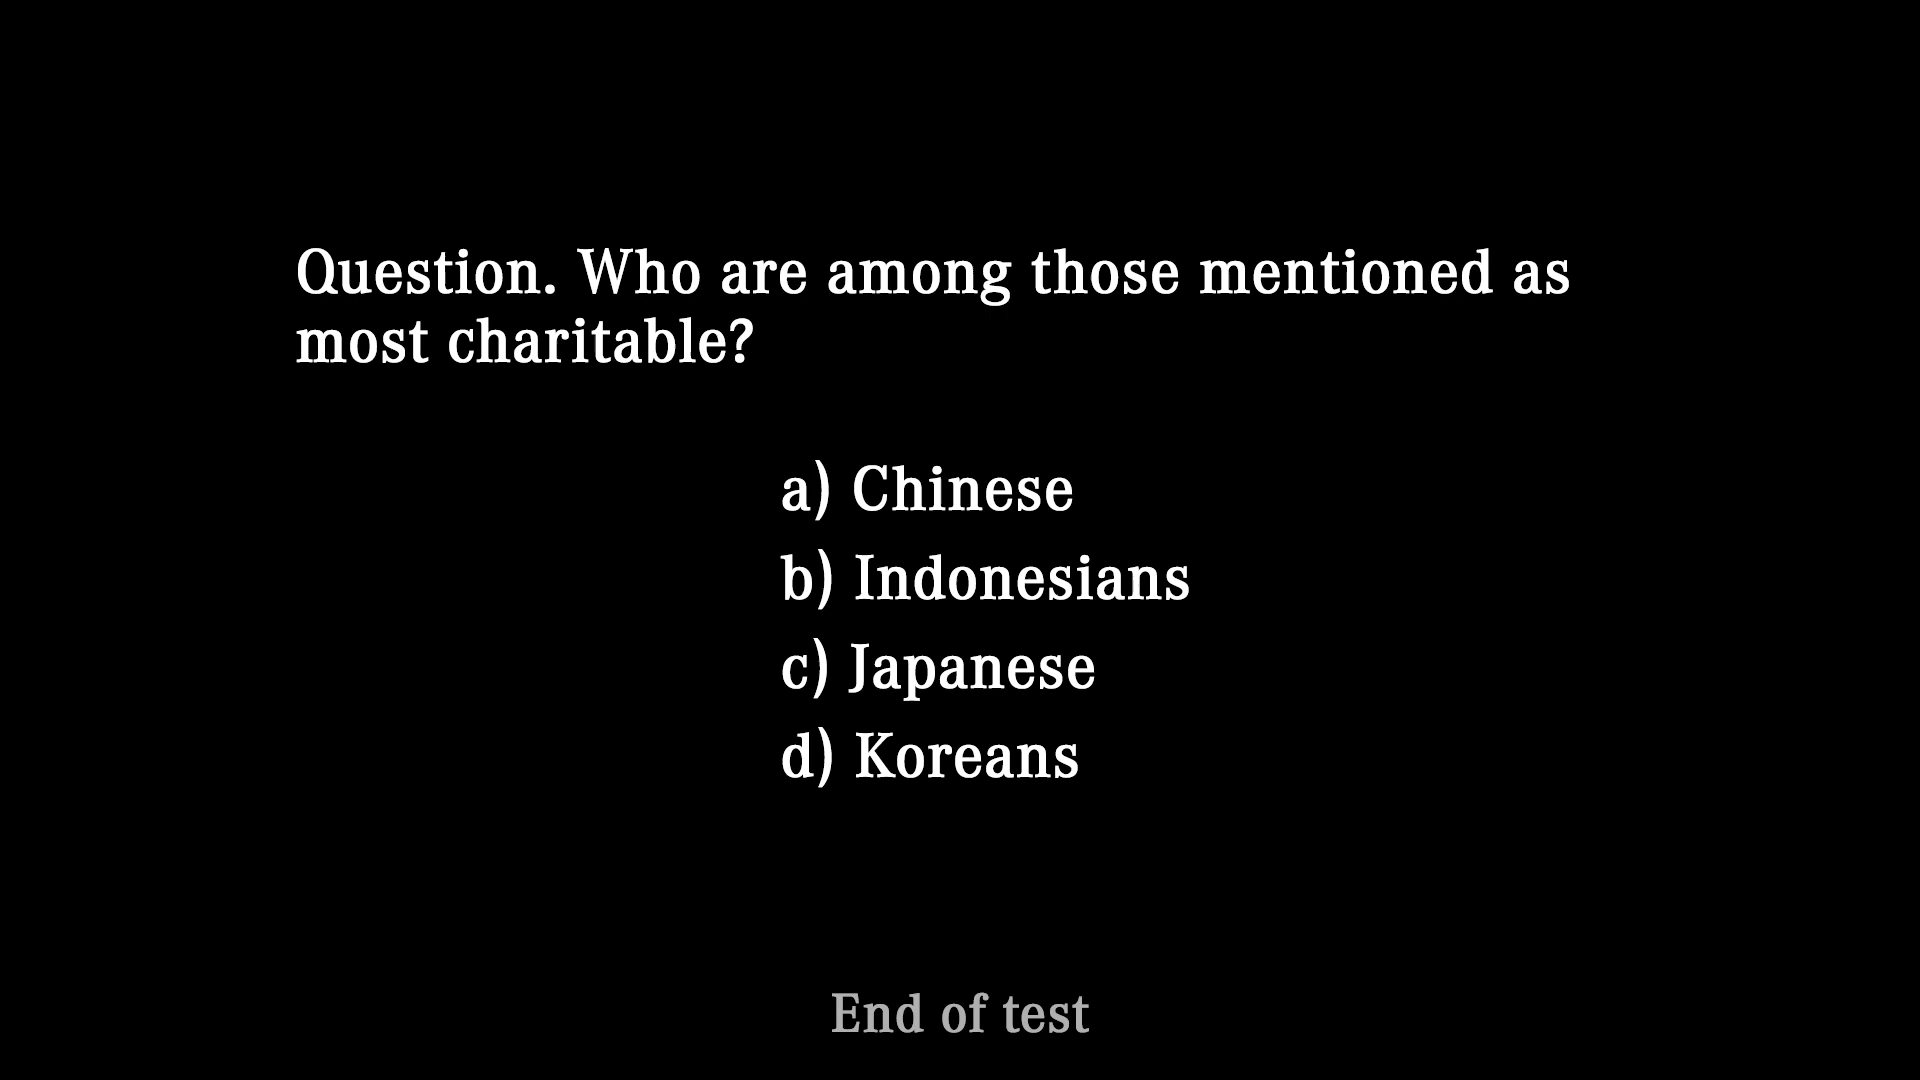 Question. Who are among those mentioned as
most charitable?
a) Chinese
b) Indonesians
c) Japanese
d) Koreans
End of test